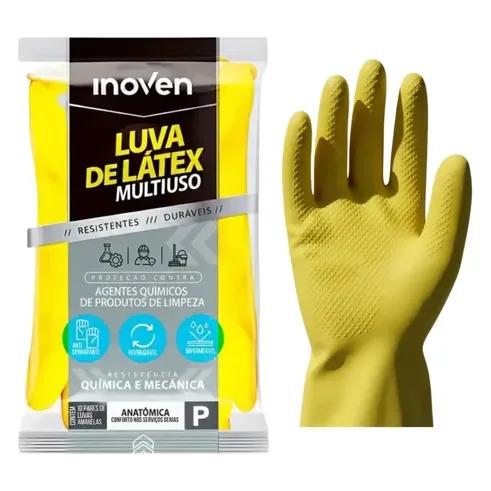 Inoven
LUVA
DE LÁTEX
MULTIUSO
RESISTENTES /// DURÁVEIS ///
PROTEÇÃO CONTRA
AGENTES QUÍMICOS
DE PRODUTOS DE LIMPEZA
ANTI
DERRAPANTE
REUTILIZÁVEL
IMPERMEÁVEL
RESISTÊNCIA
QUÍMICA E MECÂNICA
CONTÉM
10 PARES DE
LUVAS
AMARELAS
ANATÔMICA
CONFORTO NOS SERVIÇOS GERAIS
P